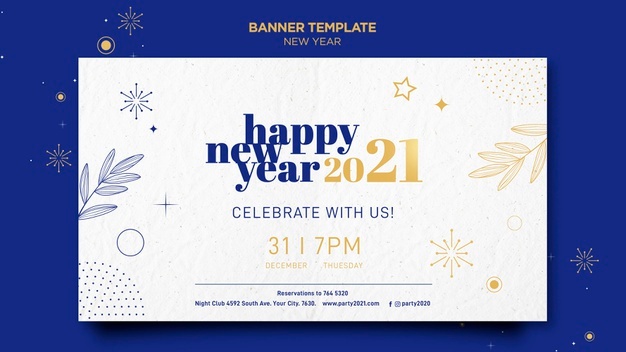 BANNER TEMPLATE
NEW YEAR
happy
new
year 2021
CELEBRATE WITH US!
31 | 7PM
DECEMBER THUESDAY
Reservations to 764 5320
Night Club 4592 South Ave. Your City. 7630. www.party2021.com party2020